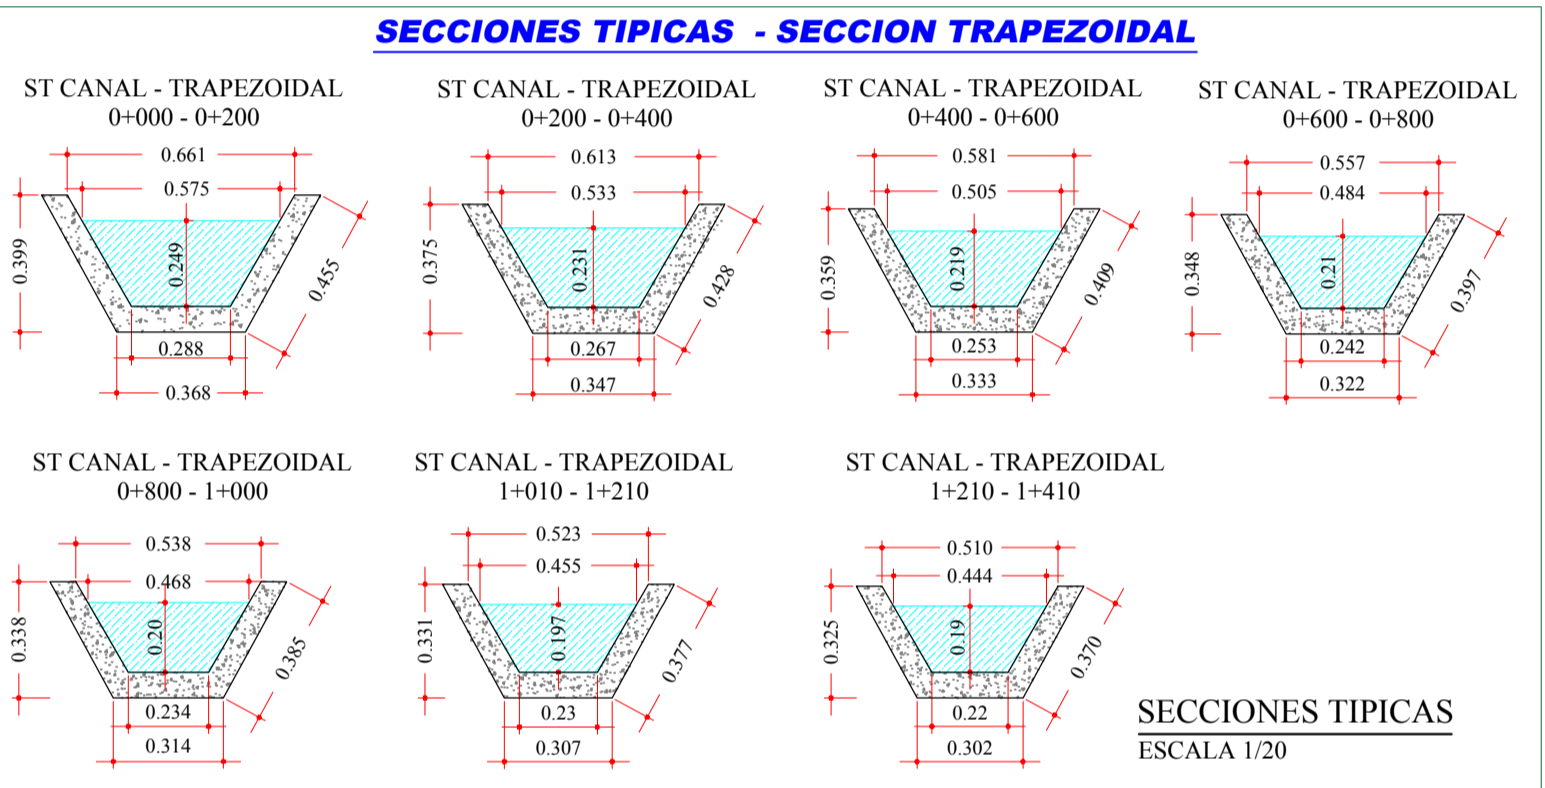 SECCIONES TIPICAS - SECCION TRAPEZOIDAL
ST CANAL - TRAPEZOIDAL
0+000 - 0+200
0.661
0.575
0.399
0.249
0.455
0.288
0.368
ST CANAL - TRAPEZOIDAL
0+200 - 0+400
0.613
0.533
0.375
0.231
0.428
0.267
0.347
ST CANAL - TRAPEZOIDAL
0+400 - 0+600
0.581
0.505
0.359
0.219
0.409
0.253
0.333
ST CANAL - TRAPEZOIDAL
0+600 - 0+800
0.557
0.484
0.348
0.21
0.397
0.242
0.322
ST CANAL - TRAPEZOIDAL
0+800 - 1+000
0.538
0.468
0.338
0.20
0.385
0.234
0.314
ST CANAL - TRAPEZOIDAL
1+010 - 1+210
0.523
0.455
0.331
0.197
0.377
0.23
0.307
ST CANAL - TRAPEZOIDAL
1+210 - 1+410
0.510
0.444
0.325
0.19
0.370
0.22
0.302
SECCIONES TIPICAS
ESCALA 1/20